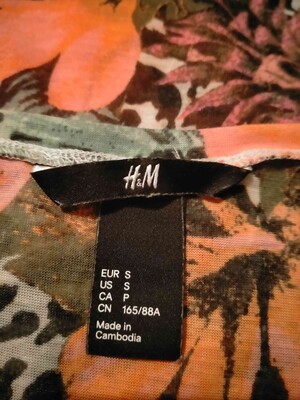 H&M
EUR S
US S
CA P
CN 165/88A
Made in
Cambodia